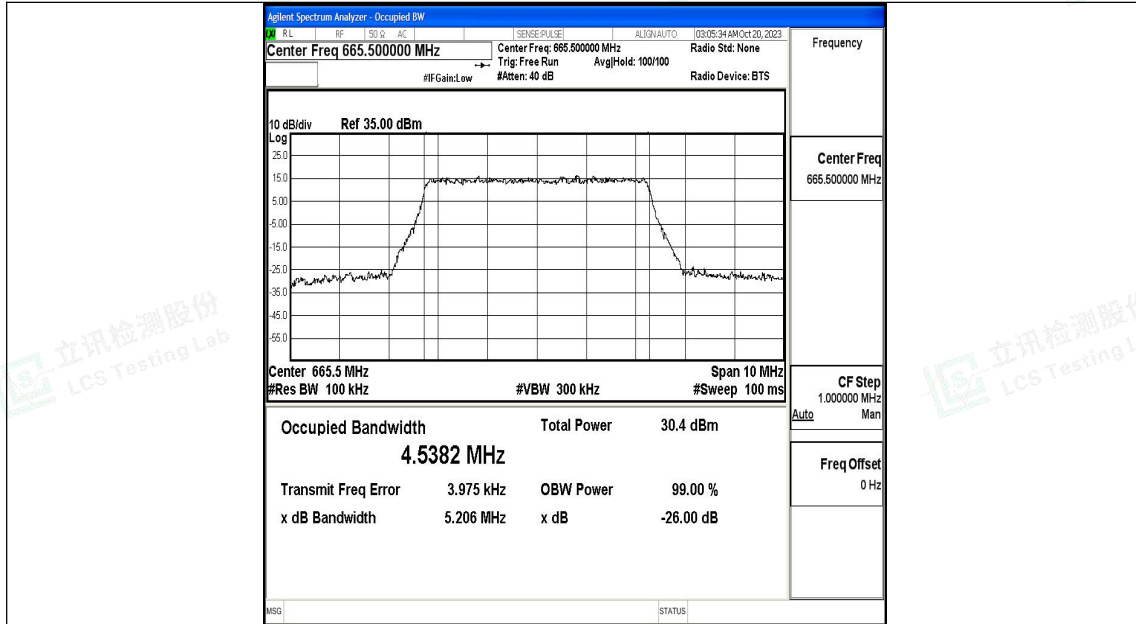 Agilent Spectrum Analyzer - Occupied BW
RL RF 50 Ω AC SENSE:PULSE ALIGNAUTO 03:05:34 AM Oct 20, 2023
Center Freq 665.500000 MHz
Center Freq: 665.500000 MHz
Radio Std: None
Trig: Free Run Avg|Hold: 100/100
#IFGain:Low
#Atten: 40 dB
Radio Device: BTS
10 dB/div Ref 35.00 dBm
Log
25.0
15.0
5.00
-5.00
-15.0
-25.0
-35.0
-45.0
-55.0
Center 665.5 MHz Span 10 MHz
#Res BW 100 kHz #VBW 300 kHz #Sweep 100 ms
Occupied Bandwidth Total Power 30.4 dBm
4.5382 MHz
Transmit Freq Error 3.975 kHz OBW Power 99.00 %
x dB Bandwidth 5.206 MHz x dB -26.00 dB
MSG STATUS
Frequency
Center Freq
665.500000 MHz
CF Step
1.000000 MHz
Auto Man
Freq Offset
0 Hz
立讯检测股份
LCS Testing Lab
立讯检测股份
LCS Testing L